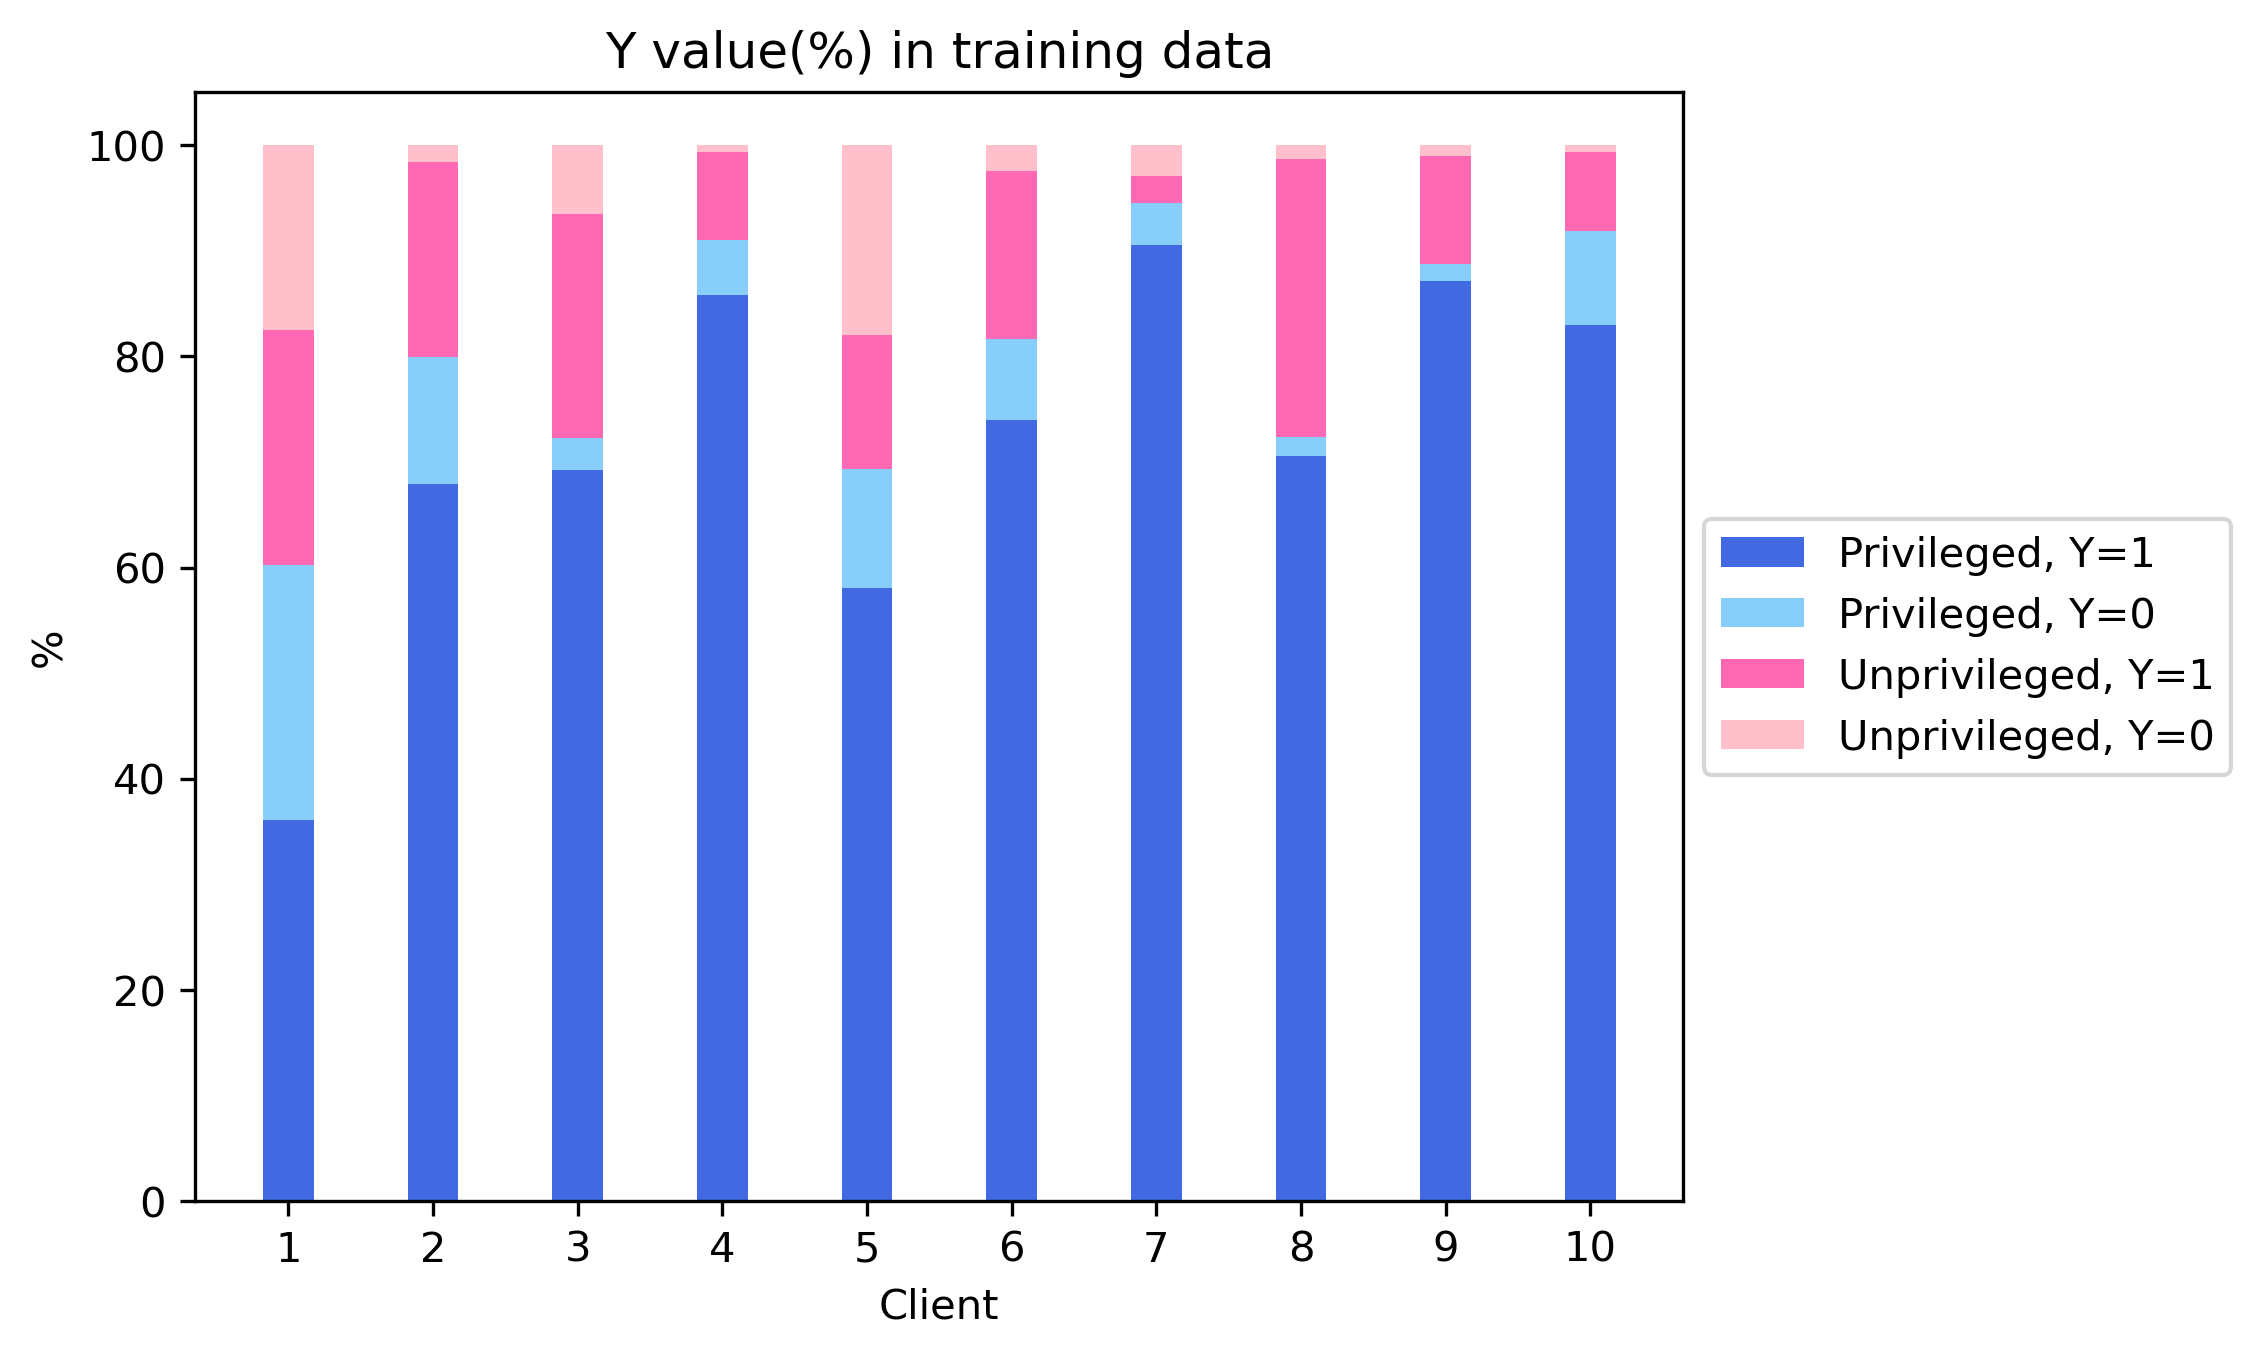 Y value(%) in training data
100
80
60
40
20
0
%
1 2 3 4 5 6 7 8 9 10
Client
Privileged, Y=1
Privileged, Y=0
Unprivileged, Y=1
Unprivileged, Y=0